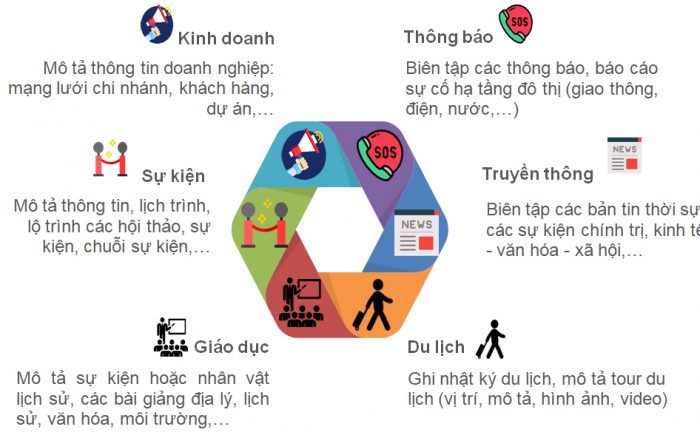 Kinh doanh
Mô tả thông tin doanh nghiệp:
mạng lưới chi nhánh, khách hàng,
dự án,...
Thông báo
SOS
Biên tập các thông báo, báo cáo
sự cố hạ tầng đô thị (giao thông,
điện, nước,...)
SOS
Sự kiện
Mô tả thông tin, lịch trình,
lộ trình các hội thảo, sự
kiện, chuỗi sự kiện,...
NEWS
Truyền thông
NEWS
Biên tập các bản tin thời sự
các sự kiện chính trị, kinh tế
- văn hóa - xã hội,...
Giáo dục
Mô tả sự kiện hoặc nhân vật
lịch sử, các bài giảng địa lý, lịch
sử, văn hóa, môi trường,...
Du lịch
Ghi nhật ký du lịch, mô tả tour du
lịch (vị trí, mô tả, hình ảnh, video)